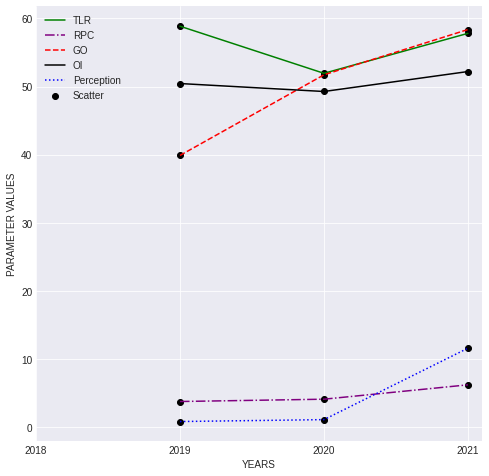 TLR
RPC
GO
OI
Perception
Scatter
PARAMETER VALUES
60
50
40
30
20
10
0
2018
2019
2020
2021
YEARS